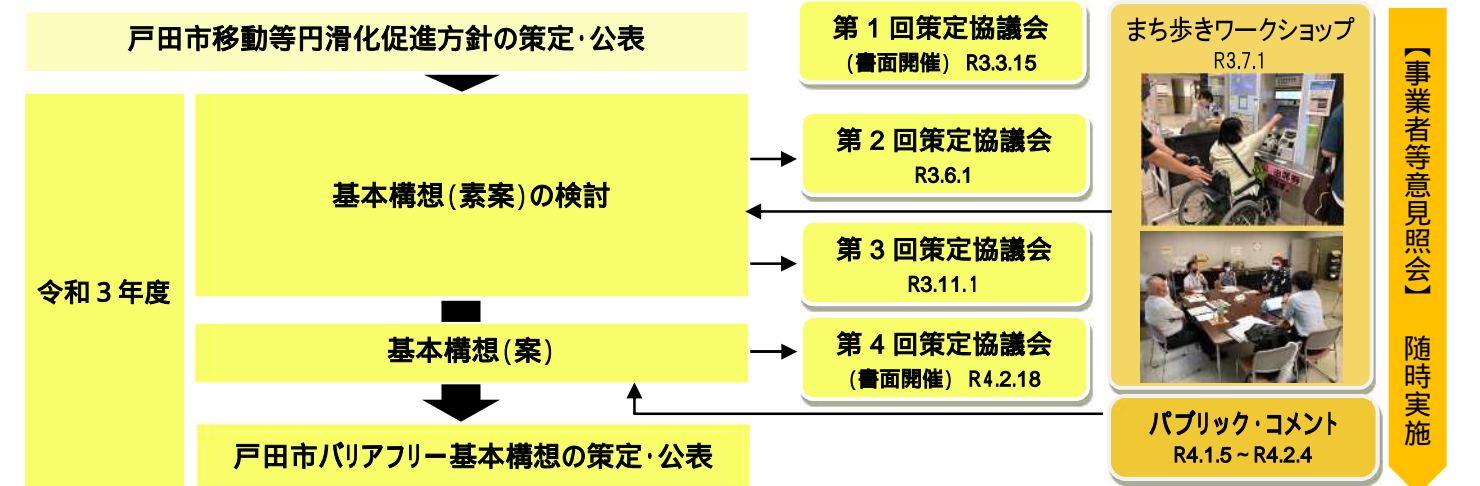 戸田市移動等円滑化促進方針の策定･公表
令和３年度
基本構想(素案)の検討
基本構想(案)
戸田市バリアフリー基本構想の策定･公表
第１回策定協議会
(書面開催) R3.3.15
第２回策定協議会
R3.6.1
第３回策定協議会
R3.11.1
第４回策定協議会
(書面開催) R4.2.18
まち歩きワークショップ
R3.7.1
パブリック･コメント
R4.1.5～R4.2.4
【事業者等意見照会】 随時実施